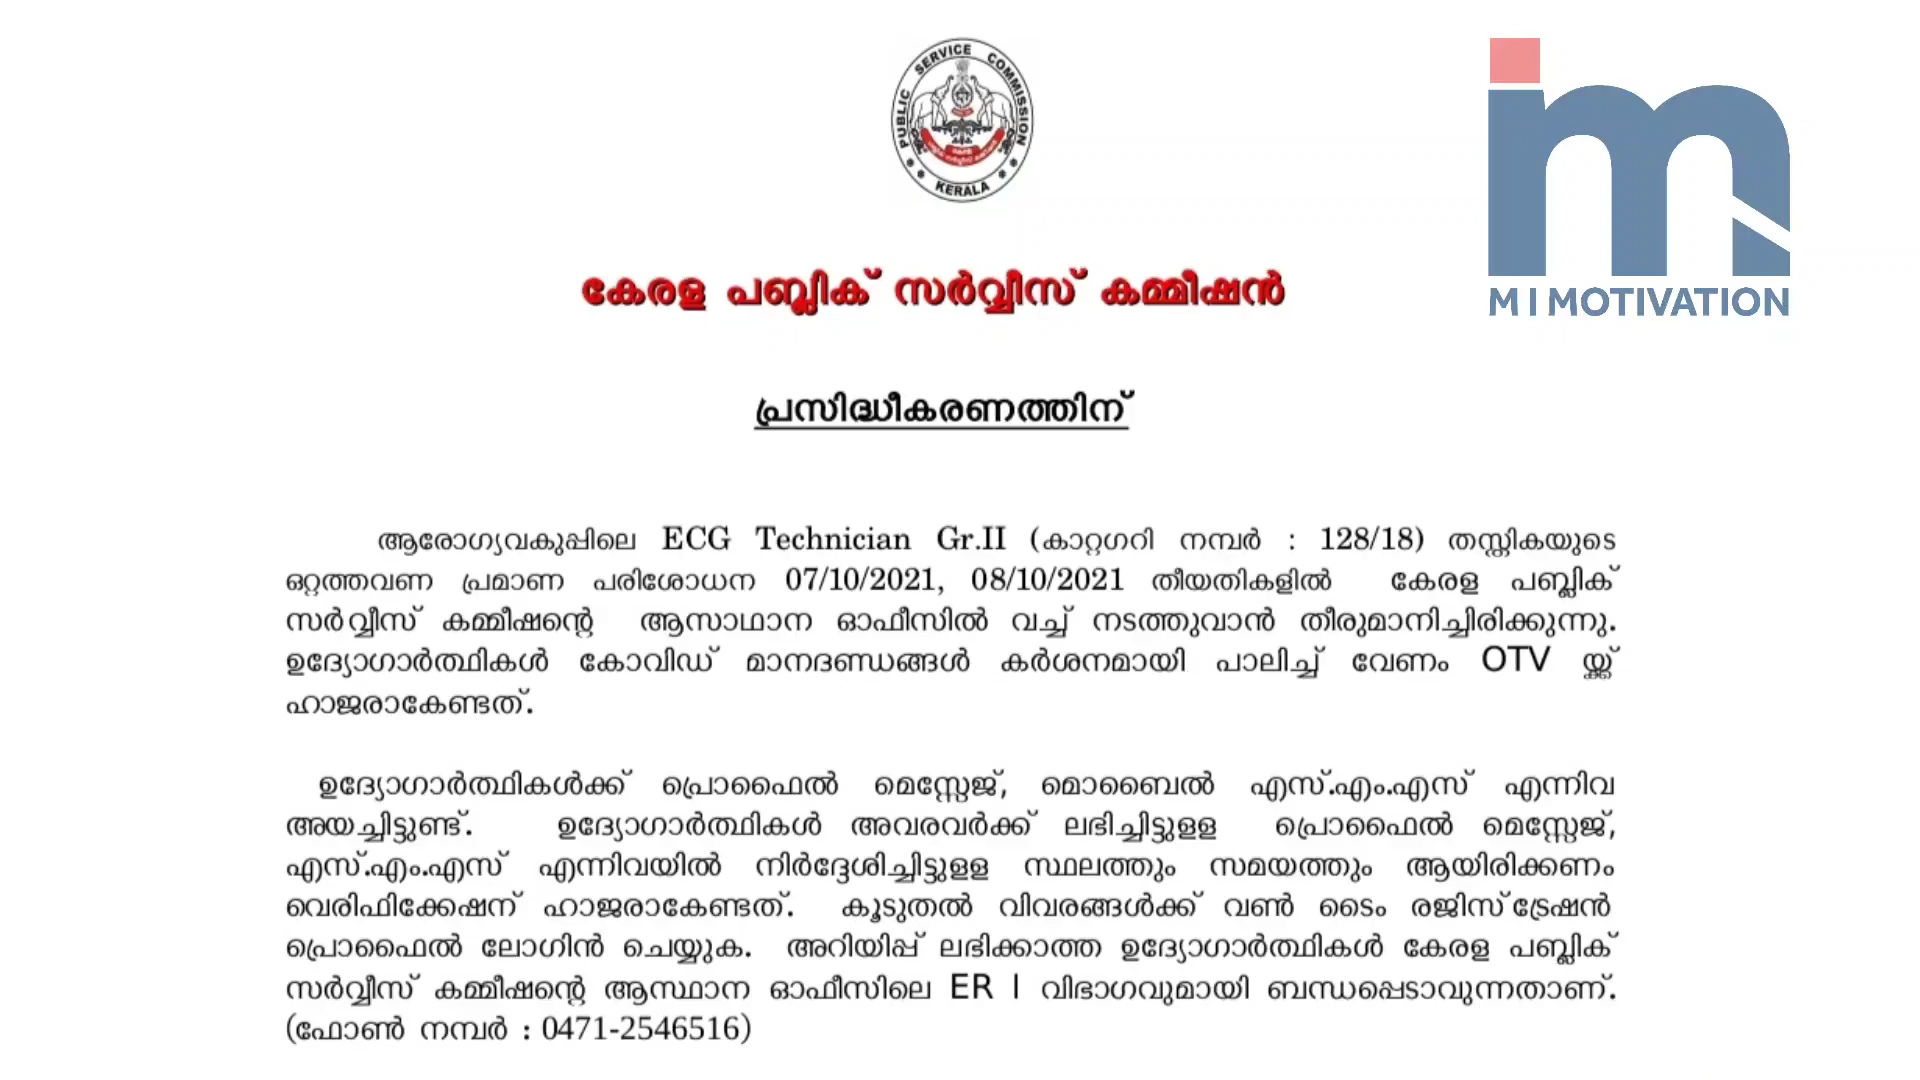 PUBLIC SERVICE COMMISSION
KERALA
M I MOTIVATION
കേരള പബ്ലിക് സർവ്വീസ് കമ്മീഷൻ
പ്രസിദ്ധീകരണത്തിന്
ആരോഗ്യവകുപ്പിലെ ECG Technician Gr.II (കാറ്റഗറി നമ്പർ : 128/18) തസ്തികയുടെ
ഒറ്റത്തവണ പ്രമാണ പരിശോധന 07/10/2021, 08/10/2021 തീയതികളിൽ കേരള പബ്ലിക്
സർവ്വീസ് കമ്മീഷന്റെ ആസാഥാന ഓഫീസിൽ വച്ച് നടത്തുവാൻ തീരുമാനിച്ചിരിക്കുന്നു.
ഉദ്യോഗാർത്ഥികൾ കോവിഡ് മാനദണ്ഡങ്ങൾ കർശനമായി പാലിച്ച് വേണം OTV യ്ക്ക്
ഹാജരാകേണ്ടത്.
ഉദ്യോഗാർത്ഥികൾക്ക് പ്രൊഫൈൽ മെസ്സേജ്, മൊബൈൽ എസ്.എം.എസ് എന്നിവ
അയച്ചിട്ടുണ്ട്. ഉദ്യോഗാർത്ഥികൾ അവരവർക്ക് ലഭിച്ചിട്ടുളള പ്രൊഫൈൽ മെസ്സേജ്,
എസ്.എം.എസ് എന്നിവയിൽ നിർദ്ദേശിച്ചിട്ടുളള സ്ഥലത്തും സമയത്തും ആയിരിക്കണം
വെരിഫിക്കേഷന് ഹാജരാകേണ്ടത്. കൂടുതൽ വിവരങ്ങൾക്ക് വൺ ടൈം രജിസ്ട്രേഷൻ
പ്രൊഫൈൽ ലോഗിൻ ചെയ്യുക. അറിയിപ്പ് ലഭിക്കാത്ത ഉദ്യോഗാർത്ഥികൾ കേരള പബ്ലിക്
സർവ്വീസ് കമ്മീഷന്റെ ആസ്ഥാന ഓഫീസിലെ ER I വിഭാഗവുമായി ബന്ധപ്പെടാവുന്നതാണ്.
(ഫോൺ നമ്പർ : 0471-2546516)